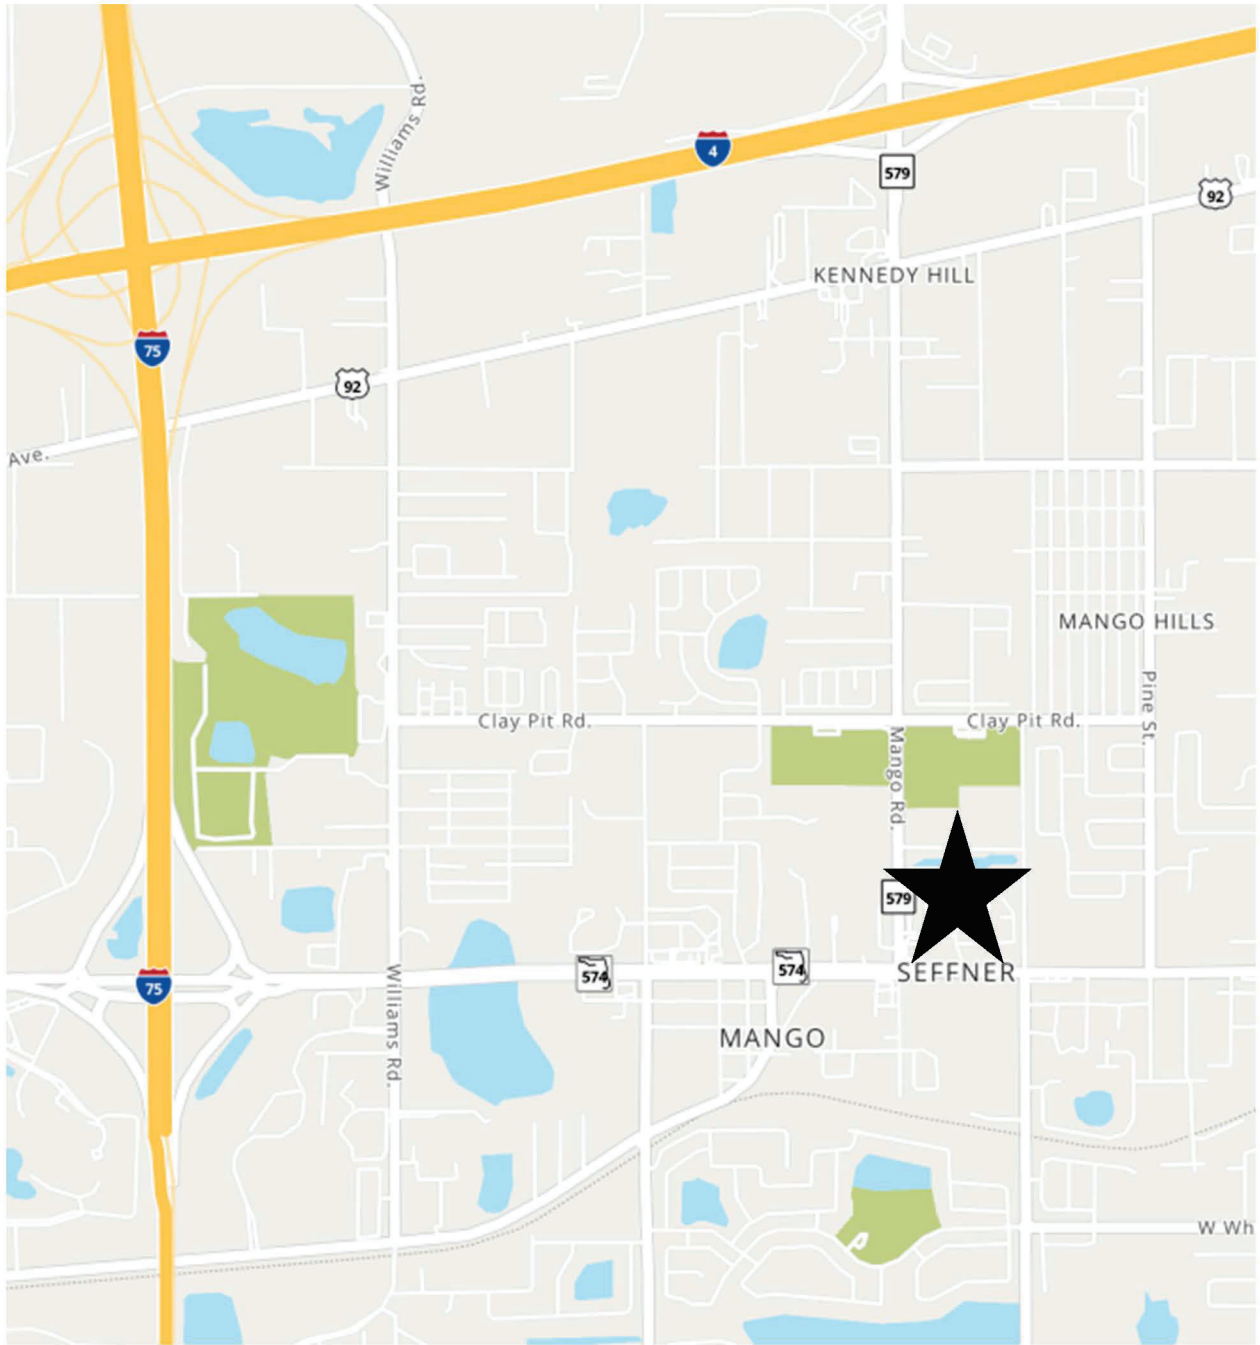 Williams Rd.
4
579
92
KENNEDY HILL
75
92
Ave.
MANGO HILLS
Pine St.
Clay Pit Rd.
Clay Pit Rd.
Mango Rd.
579
574
574
SEFFNER
75
Williams Rd.
MANGO
W Wh